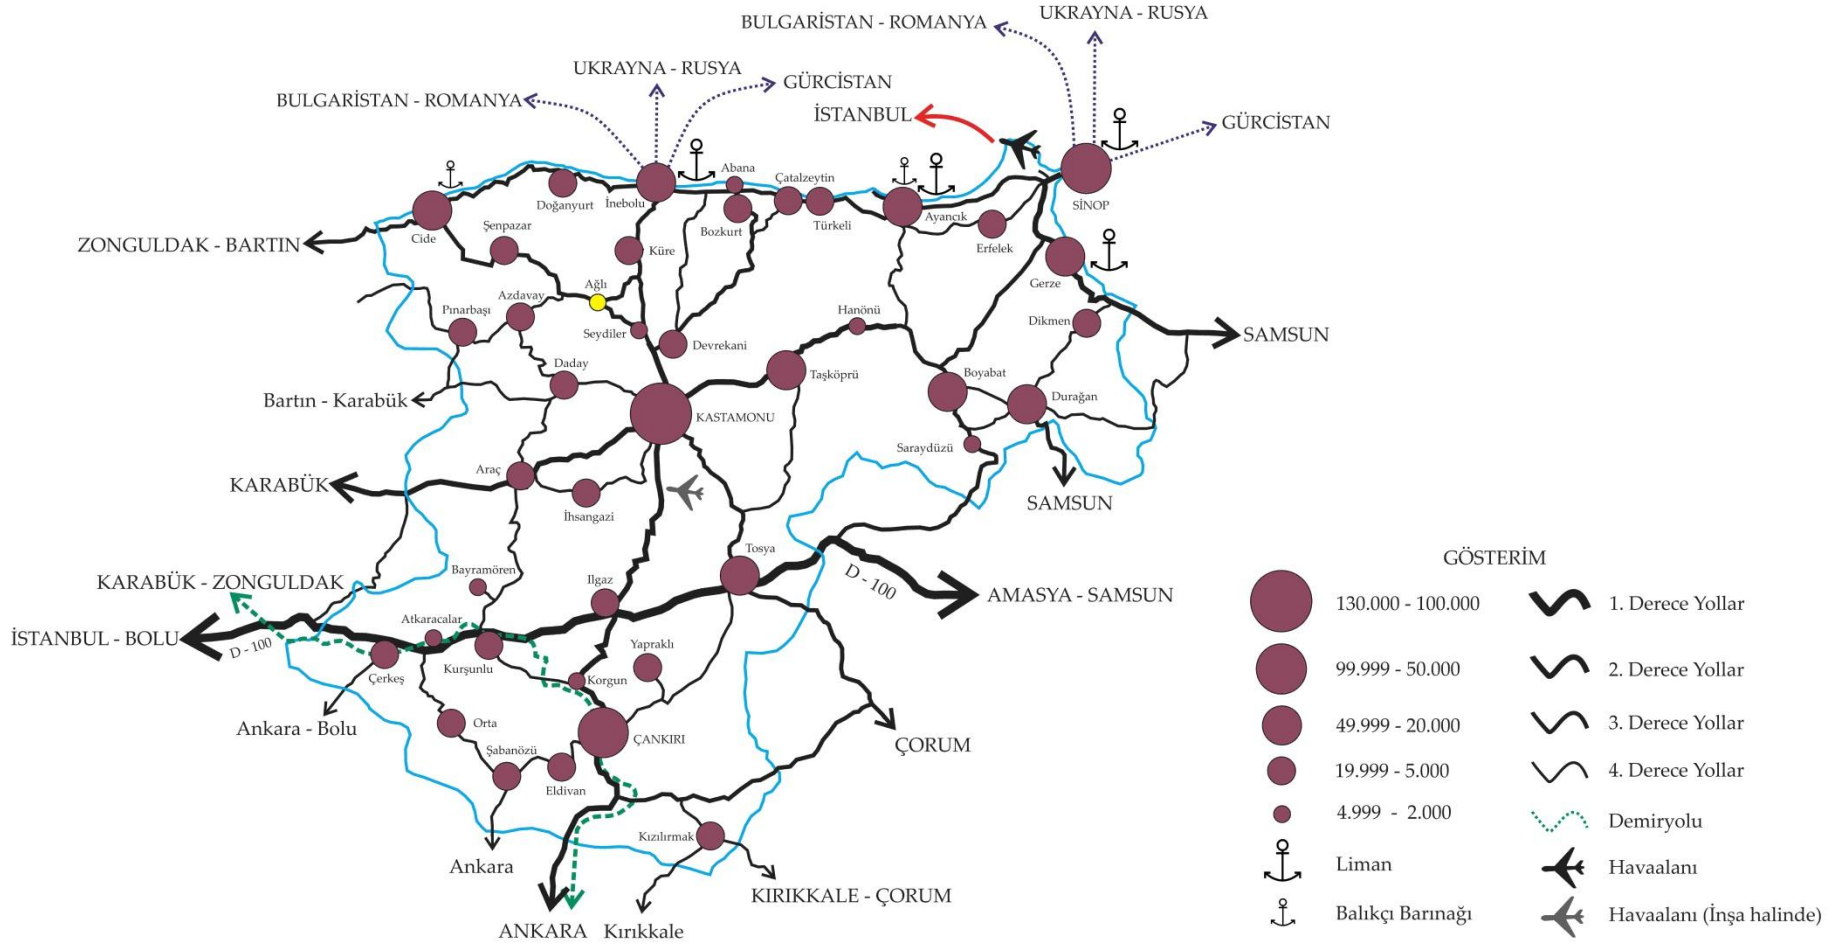 BULGARİSTAN - ROMANYA
UKRAYNA - RUSYA
UKRAYNA - RUSYA
GÜRCİSTAN
BULGARİSTAN - ROMANYA
İSTANBUL
GÜRCİSTAN
Abana
Çatalzeytin
Doğanyurt
İnebolu
Cide
Şenpazar
Bozkurt
Türkeli
Ayancık
SİNOP
Erfelek
ZONGULDAK - BARTIN
Küre
Ağlı
Gerze
Azdavay
Pınarbaşı
Seydiler
Hanönü
Dikmen
SAMSUN
Devrekani
Daday
Taşköprü
Boyabat
Durağan
Bartın - Karabük
KASTAMONU
Saraydüzü
Araç
KARABÜK
İhsangazi
SAMSUN
Tosya
Bayramören
Ilgaz
KARABÜK - ZONGULDAK
D - 100
AMASYA - SAMSUN
Atkaracalar
İSTANBUL - BOLU
D - 100
Kurşunlu
Yapraklı
Çerkeş
Korgun
Ankara - Bolu
Orta
ÇANKIRI
ÇORUM
Şabanözü
Eldivan
Kızılırmak
Ankara
KIRIKKALE - ÇORUM
ANKARA
Kırıkkale
GÖSTERİM
130.000 - 100.000
1. Derece Yollar
99.999 - 50.000
2. Derece Yollar
49.999 - 20.000
3. Derece Yollar
19.999 - 5.000
4. Derece Yollar
4.999 - 2.000
Demiryolu
Liman
Havaalanı
Balıkçı Barınağı
Havaalanı (İnşa halinde)